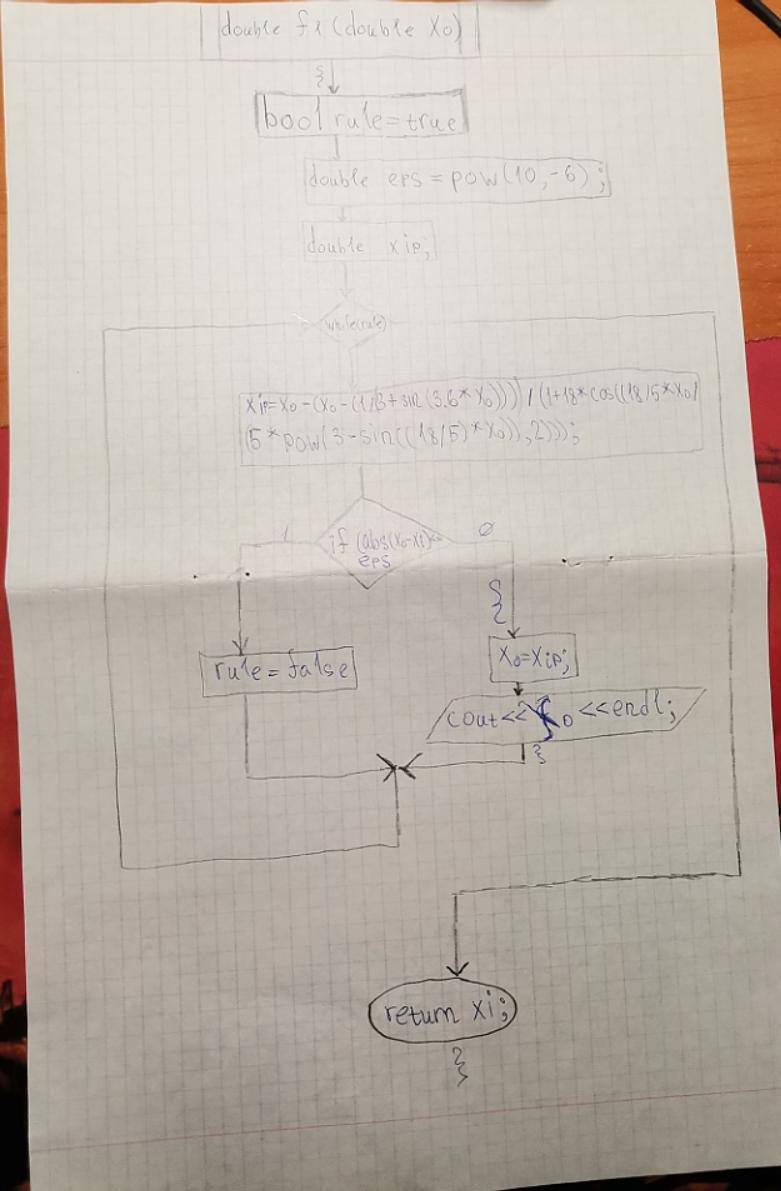 double f1(double X0)
{
bool rule=true
double eps=pow(10,-6);
double xip;
while(rule)
xip=x0-(x0-(1/3+sin(3.6*x0)))/(1+18*cos((18/5*x0)
(5*pow(3-sin((18/5)*x0)),2)));
1
if (abs(x0-xi)<=
eps
0
{
rule=false
X0=Xip;
cout<< 0 <<endl;
}
return xi;
}